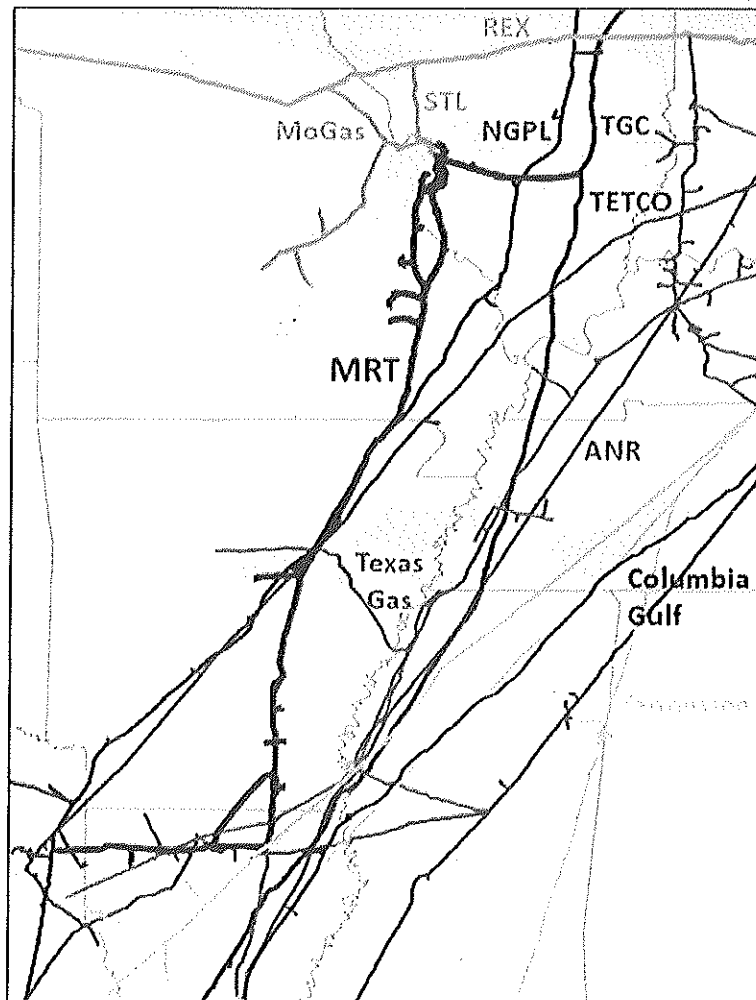 REX
STL
MoGas
NGPL
TGC
TETCO
MRT
ANR
Texas
Gas
Columbia
Gulf